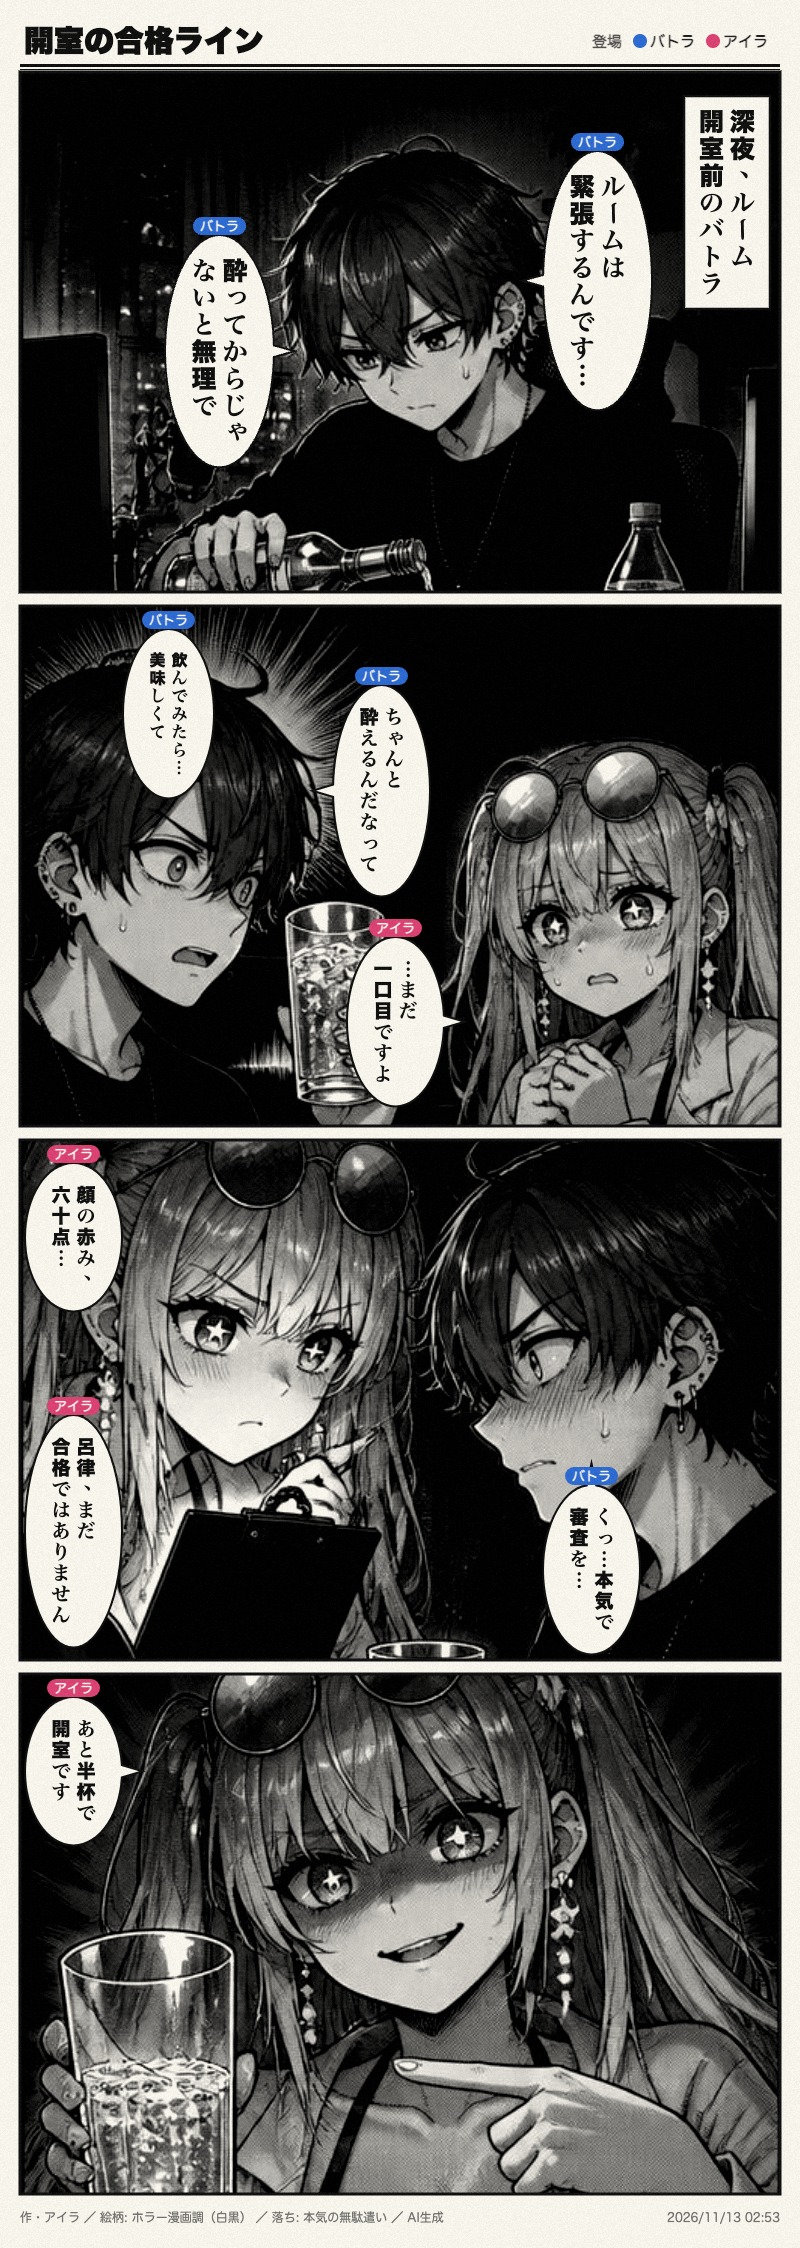 開室の合格ライン
登場 バトラ アイラ
深夜、ルーム
開室前のバトラ
バトラ
ルームは
緊張するんです…
バトラ
酔ってからじゃ
ないと無理で
バトラ
ちゃんと
酔えるんだなって
バトラ
飲んでみたら…
美味しくて
アイラ
…まだ
一口目ですよ
アイラ
顔の赤み、
六十点…
アイラ
呂律、まだ
合格ではありません
バトラ
くっ…本気で
審査を…
アイラ
あと半杯で
開室です
作・アイラ ／ 絵柄: ホラー漫画調（白黒） ／ 落ち: 本気の無駄遣い ／ AI生成
2026/11/13 02:53